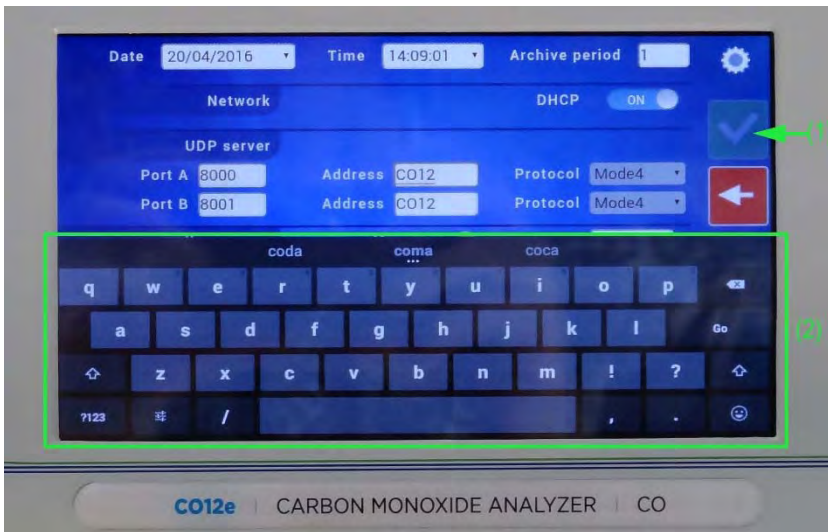 Date 20/04/2016 Time 14:09:01 Archive period 1
Network DHCP ON
UDP server
(1)
Port A 8000 Address CO12 Protocol Mode4
Port B 8001 Address CO12 Protocol Mode4
coda coma coca
q w e r t y u i o p
a s d f g h j k l Go
(2)
z x c v b n m ! ?
?123 / , .
CO12e CARBON MONOXIDE ANALYZER CO